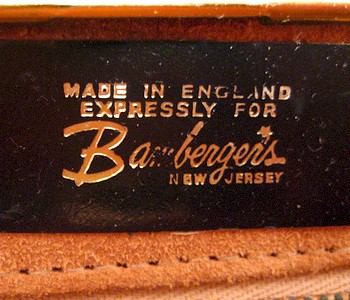 MADE IN ENGLAND
EXPRESSLY FOR
Bamberger's
NEW JERSEY